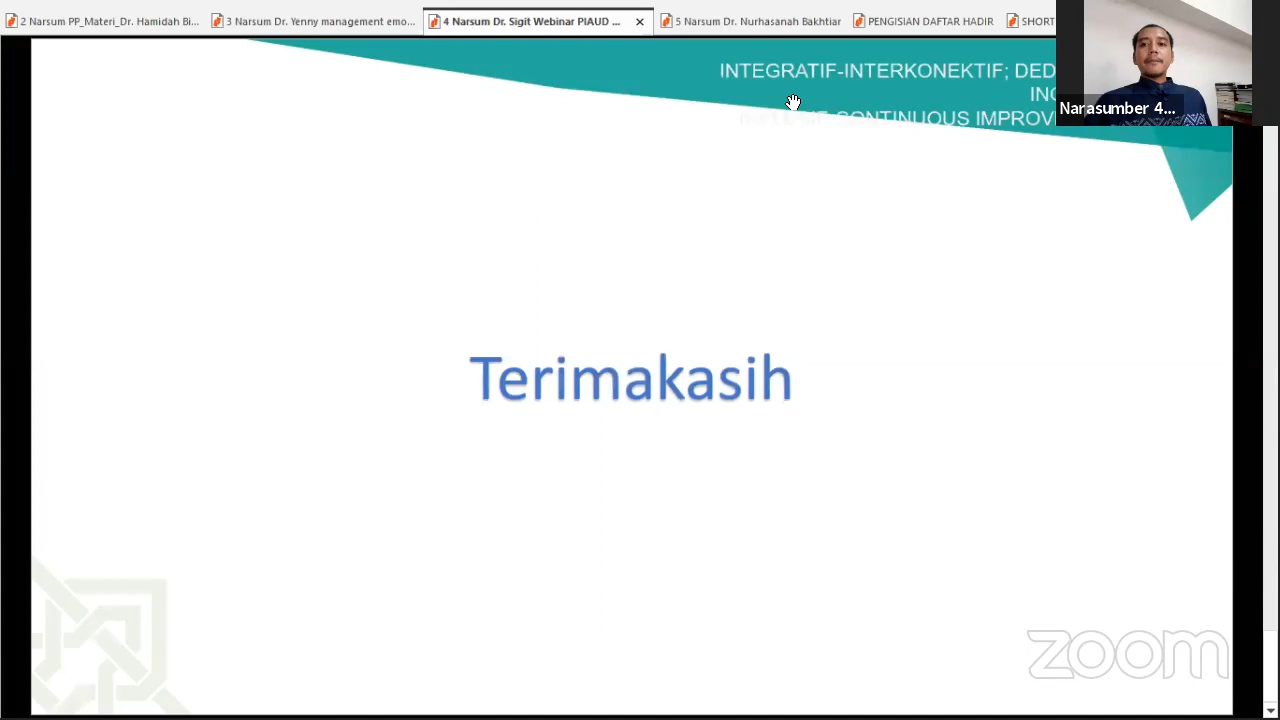 2 Narsum PP_Materi_Dr. Hamidah Bi...
3 Narsum Dr. Yenny management emo...
4 Narsum Dr. Sigit Webinar PIAUD ...
5 Narsum Dr. Nurhasanah Bakhtiar
PENGISIAN DAFTAR HADIR
SHORT
INTEGRATIF-INTERKONEKTIF; DED
CONTINUOUS IMPROV
Narasumber 4...
Terimakasih
zoom